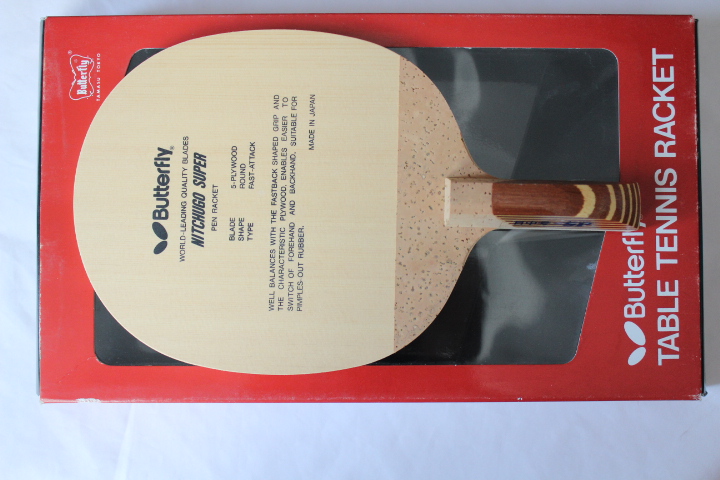 Butterfly
TAMASU TOKYO
Butterfly
WORLD-LEADING QUALITY BLADES
NITCHUGO SUPER
PEN RACKET
BLADE 5-PLYWOOD
SHAPE ROUND
TYPE FAST-ATTACK
WELL BALANCES WITH THE FASTBACK SHAPED GRIP AND
THE CHARACTERISTIC PLYWOOD, ENABLES EASIER TO
SWITCH OF FOREHAND AND BACKHAND, SUITABLE FOR
PIMPLES-OUT RUBBER.
MADE IN JAPAN
Butterfly
TABLE TENNIS RACKET